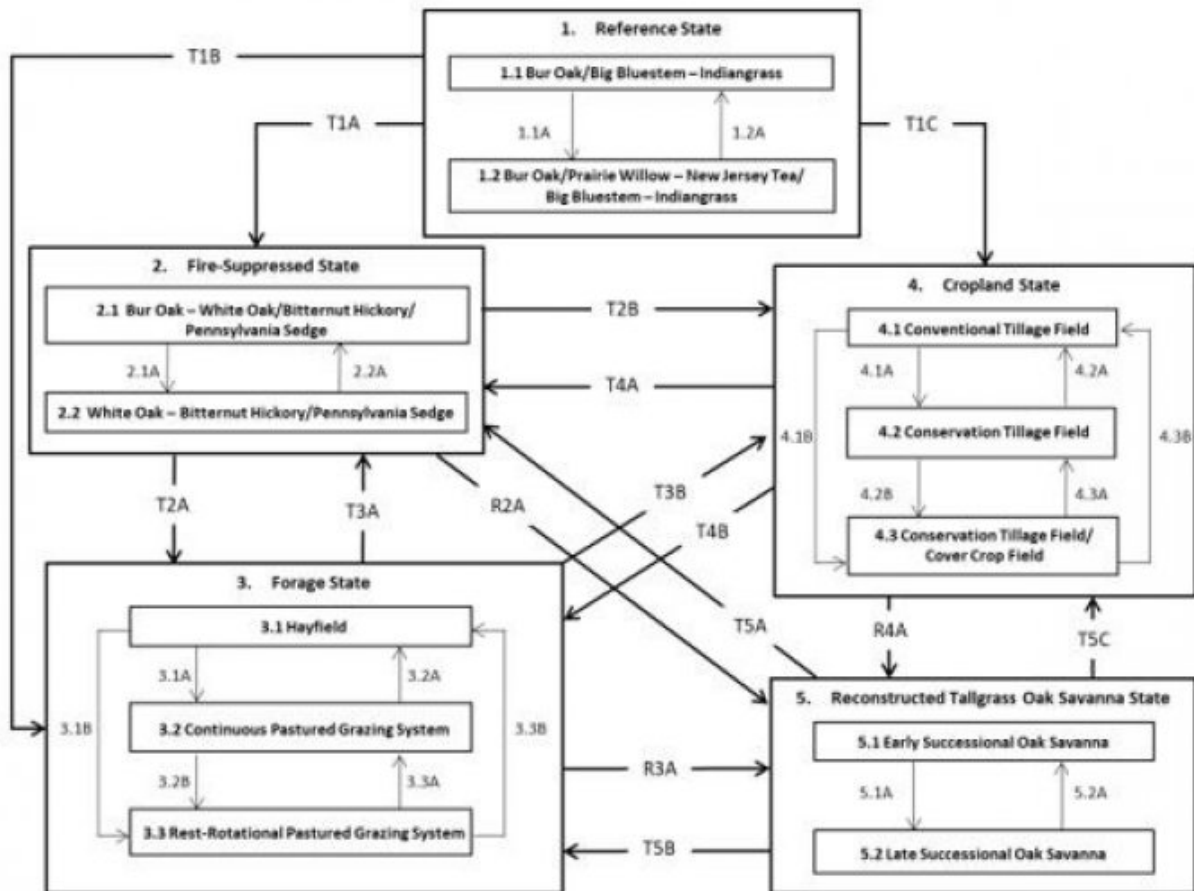 1. Reference State
T1B
1.1 Bur Oak/Big Bluestem – Indiangrass
T1A
1.1A
1.2A
T1C
1.2 Bur Oak/Prairie Willow – New Jersey Tea/
Big Bluestem – Indiangrass
2. Fire-Suppressed State
2.1 Bur Oak – White Oak/Bitternut Hickory/
Pennsylvania Sedge
2.1A
2.2A
2.2 White Oak – Bitternut Hickory/Pennsylvania Sedge
T2B
T4A
4. Cropland State
4.1 Conventional Tillage Field
4.1A
4.2A
4.2 Conservation Tillage Field
4.1B
4.3B
4.2B
4.3A
4.3 Conservation Tillage Field/
Cover Crop Field
T2A
T3A
R2A
T3B
T4B
T5A
R4A
T5C
3. Forage State
3.1 Hayfield
3.1A
3.2A
3.2 Continuous Pastured Grazing System
3.1B
3.3B
3.2B
3.3A
3.3 Rest-Rotational Pastured Grazing System
R3A
T5B
5. Reconstructed Tallgrass Oak Savanna State
5.1 Early Successional Oak Savanna
5.1A
5.2A
5.2 Late Successional Oak Savanna